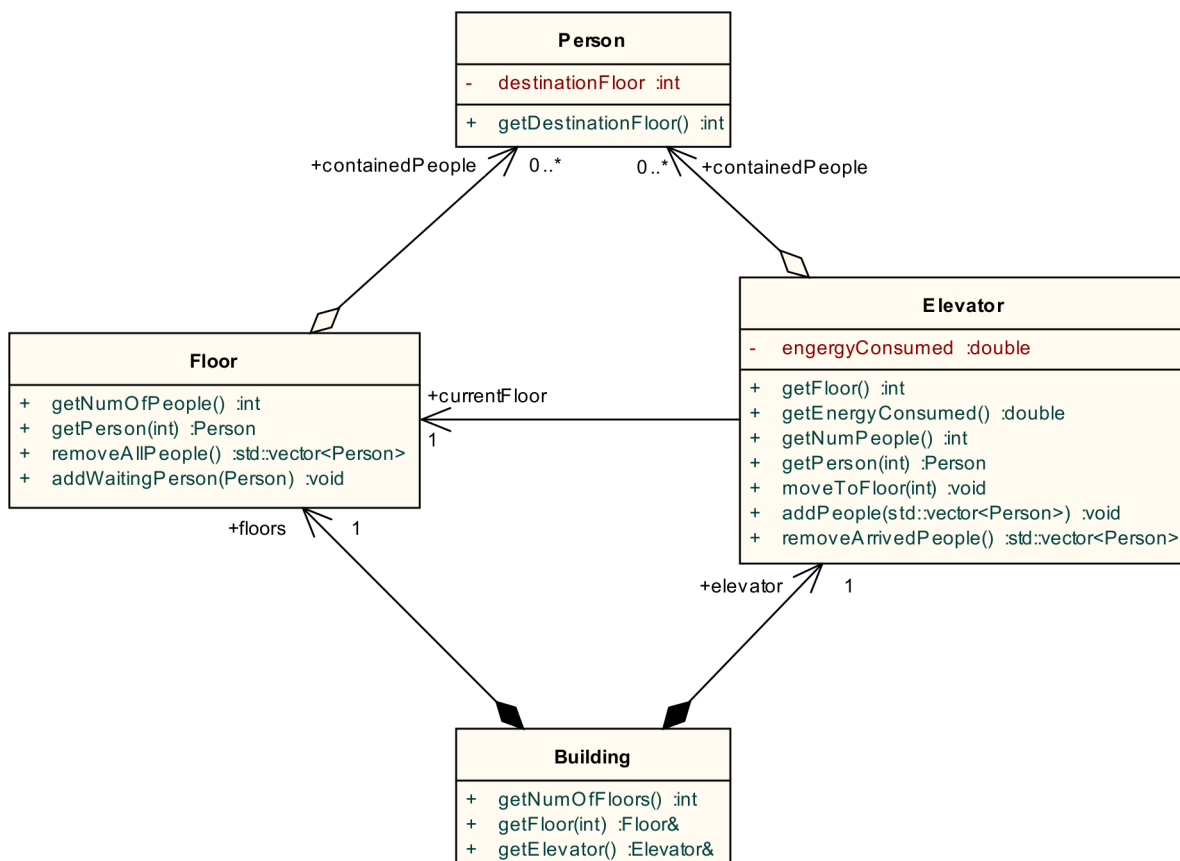 Person
- destinationFloor :int
+ getDestinationFloor() :int
+containedPeople 0..*
0..* +containedPeople
Elevator
- engergyConsumed :double
+ getFloor() :int
+ getEnergyConsumed() :double
+ getNumPeople() :int
+ getPerson(int) :Person
+ moveToFloor(int) :void
+ addPeople(std::vector<Person>) :void
+ removeArrivedPeople() :std::vector<Person>
Floor
+ getNumOfPeople() :int
+ getPerson(int) :Person
+ removeAllPeople() :std::vector<Person>
+ addWaitingPerson(Person) :void
+currentFloor
1
+floors 1
+elevator 1
Building
+ getNumOfFloors() :int
+ getFloor(int) :Floor&
+ getElevator() :Elevator&